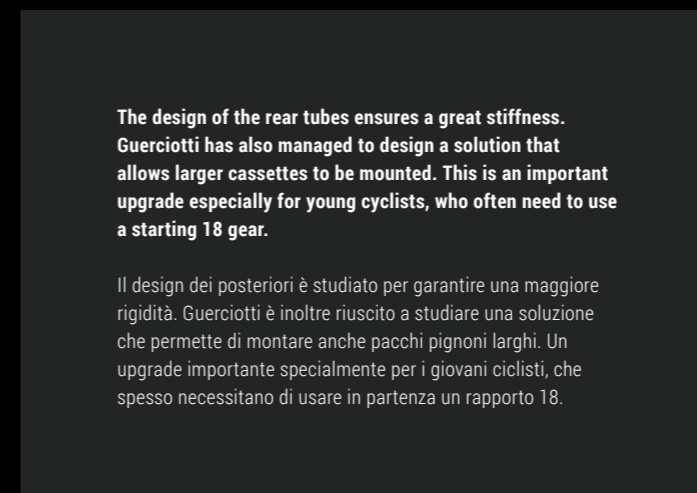 The design of the rear tubes ensures a great stiffness.
Guerciotti has also managed to design a solution that
allows larger cassettes to be mounted. This is an important
upgrade especially for young cyclists, who often need to use
a starting 18 gear.
Il design dei posteriori è studiato per garantire una maggiore
rigidità. Guerciotti è inoltre riuscito a studiare una soluzione
che permette di montare anche pacchi pignoni larghi. Un
upgrade importante specialmente per i giovani ciclisti, che
spesso necessitano di usare in partenza un rapporto 18.